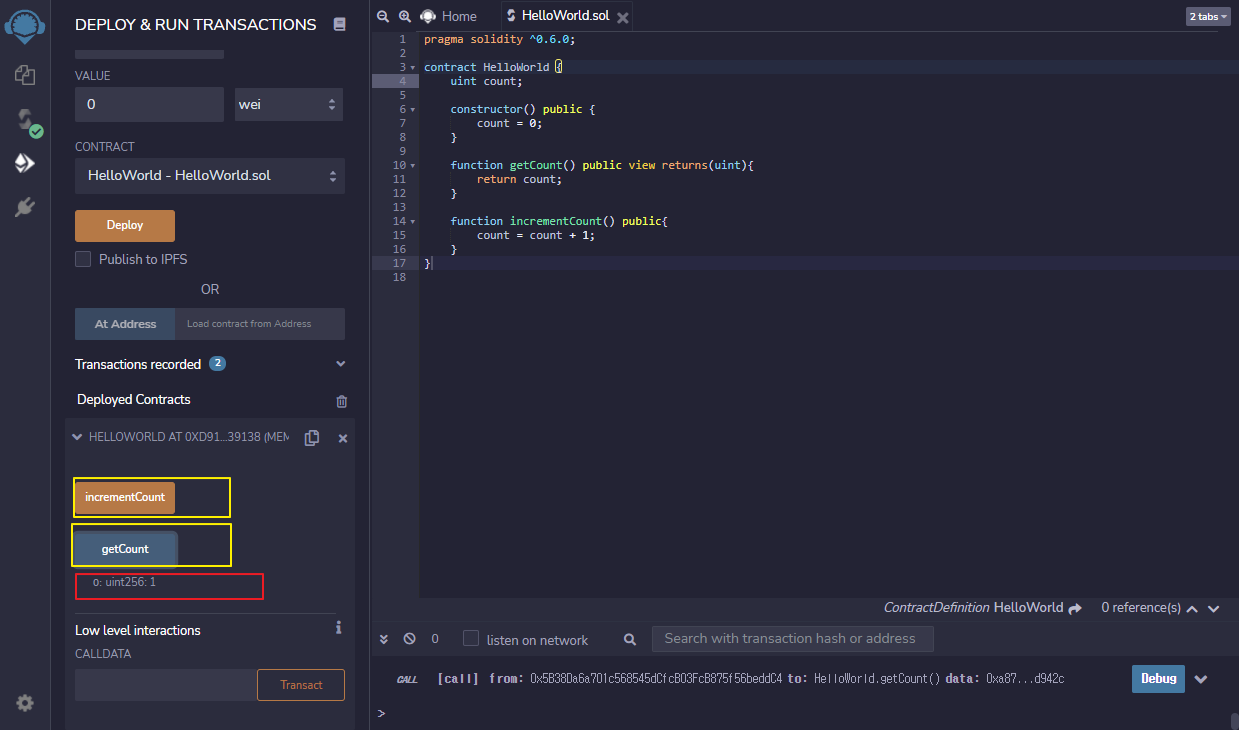 DEPLOY & RUN TRANSACTIONS
VALUE
0
wei
CONTRACT
HelloWorld - HelloWorld.sol
Deploy
Publish to IPFS
OR
At Address
Load contract from Address
Transactions recorded 2
Deployed Contracts
HELLOWORLD AT 0XD91...39138 (MEM
incrementCount
getCount
0: uint256: 1
Low level interactions
i
CALLDATA
Transact
Home
HelloWorld.sol
2 tabs
1 pragma solidity ^0.6.0;
2
3 contract HelloWorld {
4     uint count;
5
6     constructor() public {
7         count = 0;
8     }
9
10     function getCount() public view returns(uint){
11         return count;
12     }
13
14     function incrementCount() public{
15         count = count + 1;
16     }
17 }
18
ContractDefinition HelloWorld
0 reference(s)
0
listen on network
Search with transaction hash or address
CALL [call] from: 0x5B38Da6a701c568545dCfcB03FcB875f56beddC4 to: HelloWorld.getCount() data: 0xa87...d942c
Debug
>